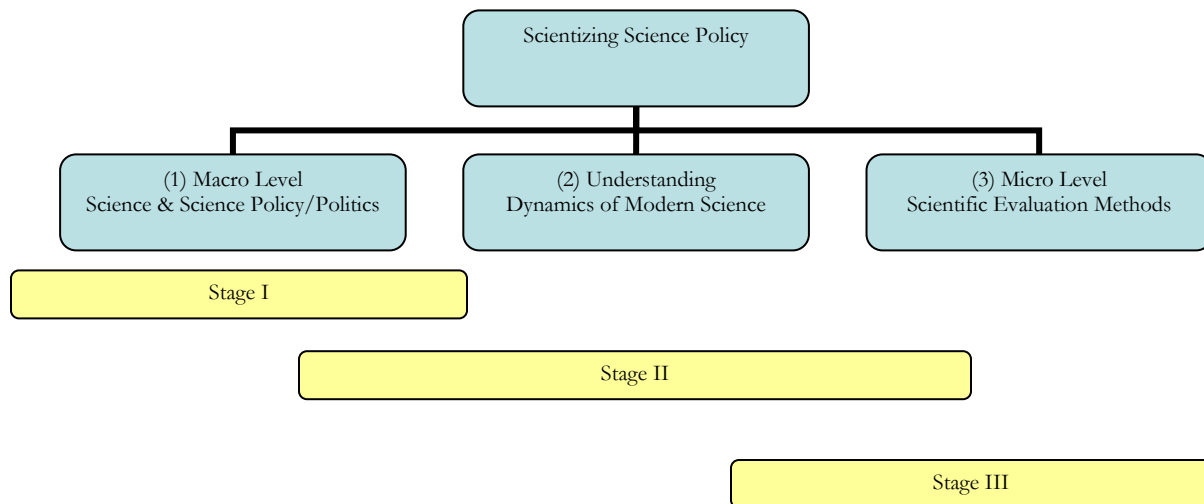 Scientizing Science Policy
(1) Macro Level
Science & Science Policy/Politics
(2) Understanding
Dynamics of Modern Science
(3) Micro Level
Scientific Evaluation Methods
Stage I
Stage II
Stage III